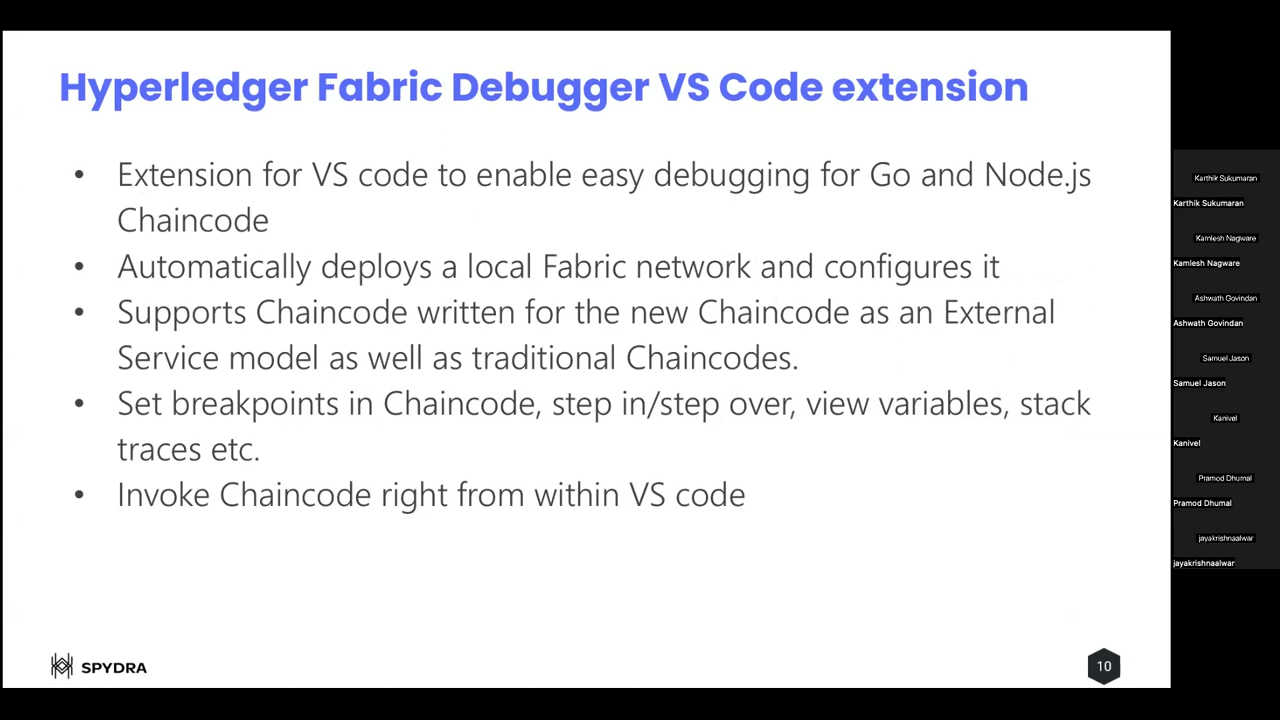 Hyperledger Fabric Debugger VS Code extension
• Extension for VS code to enable easy debugging for Go and Node.js
Chaincode
• Automatically deploys a local Fabric network and configures it
• Supports Chaincode written for the new Chaincode as an External
Service model as well as traditional Chaincodes.
• Set breakpoints in Chaincode, step in/step over, view variables, stack
traces etc.
• Invoke Chaincode right from within VS code
SPYDRA
10
Karthik Sukumaran
Karthik Sukumaran
Kamlesh Nagware
Kamlesh Nagware
Ashwath Govindan
Ashwath Govindan
Samuel Jason
Samuel Jason
Kanivel
Kanivel
Pramod Dhumal
Pramod Dhumal
jayakrishnaalwar
jayakrishnaalwar